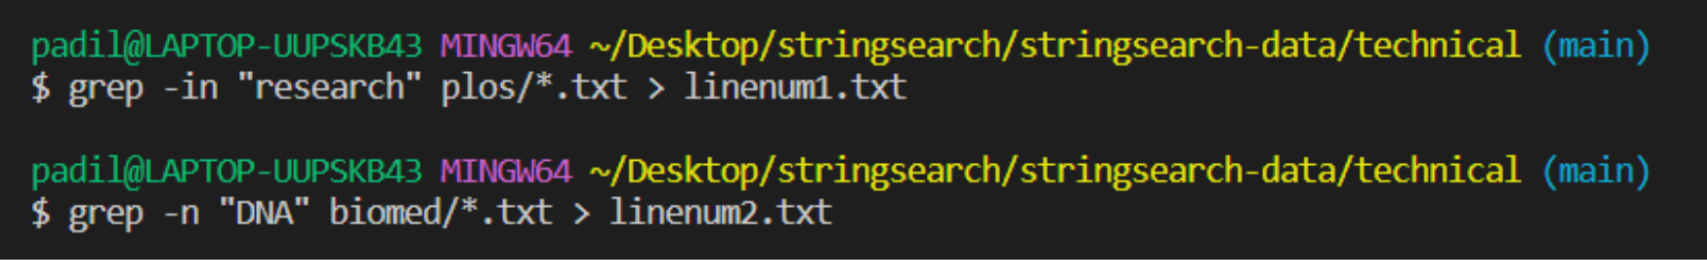 padil@LAPTOP-UUPSKB43 MINGW64 ~/Desktop/stringsearch/stringsearch-data/technical (main)
$ grep -in "research" plos/*.txt > linenum1.txt
padil@LAPTOP-UUPSKB43 MINGW64 ~/Desktop/stringsearch/stringsearch-data/technical (main)
$ grep -n "DNA" biomed/*.txt > linenum2.txt